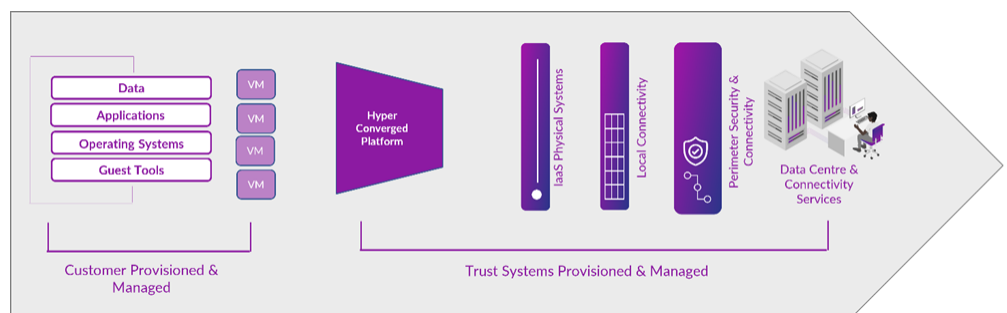 Data
Applications
Operating Systems
Guest Tools
VM
VM
VM
VM
Hyper
Converged
Platform
IaaS Physical Systems
Local Connectivity
Perimeter Security &
Connectivity
Data Centre &
Connectivity
Services
Customer Provisioned &
Managed
Trust Systems Provisioned & Managed